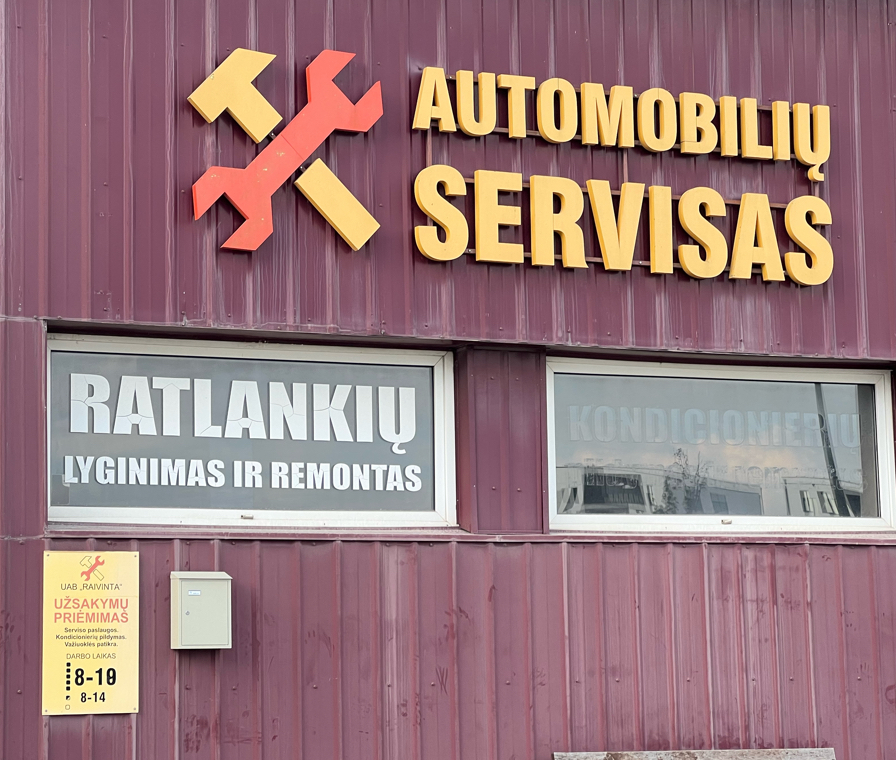 AUTOMOBILIŲ
SERVISAS
RATLANKIŲ
LYGINIMAS IR REMONTAS
KONDICIONIERIŲ
UAB „RAIVINTA"
UŽSAKYMŲ
PRIĖMIMAS
Serviso paslaugos.
Kondicionierių pildymas.
Važiuoklės patikra.
DARBO LAIKAS
8-19
8-14